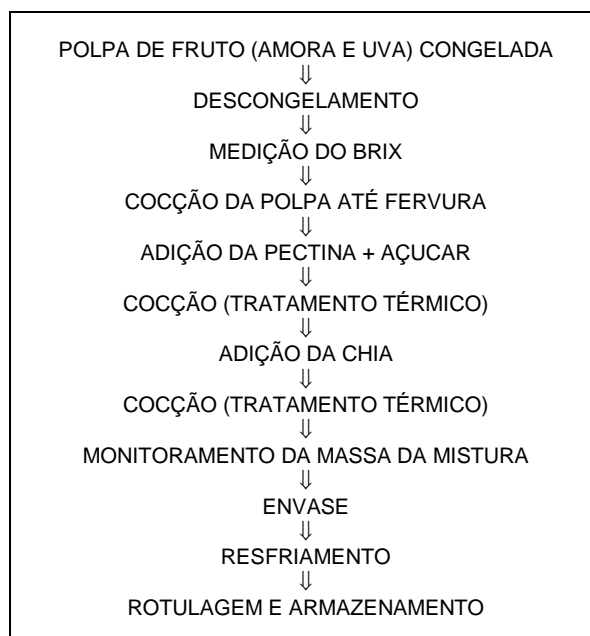 POLPA DE FRUTO (AMORA E UVA) CONGELADA
⇓
DESCONGELAMENTO
⇓
MEDIÇÃO DO BRIX
⇓
COCÇÃO DA POLPA ATÉ FERVURA
⇓
ADIÇÃO DA PECTINA + AÇUCAR
⇓
COCÇÃO (TRATAMENTO TÉRMICO)
⇓
ADIÇÃO DA CHIA
⇓
COCÇÃO (TRATAMENTO TÉRMICO)
⇓
MONITORAMENTO DA MASSA DA MISTURA
⇓
ENVASE
⇓
RESFRIAMENTO
⇓
ROTULAGEM E ARMAZENAMENTO